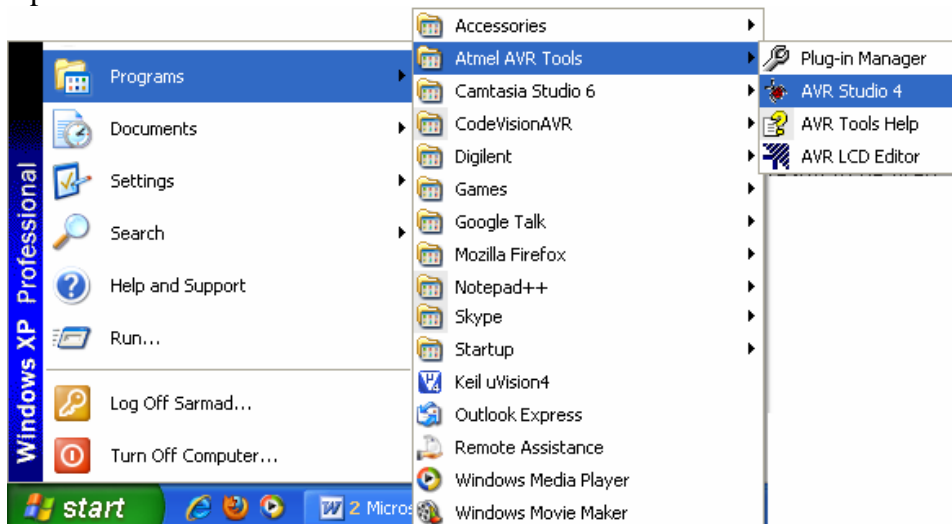 Programs
Documents
Settings
Search
Help and Support
Run...
Log Off Sarmad...
Turn Off Computer...
Windows XP Professional
start
2 Micros
Accessories
Atmel AVR Tools
Camtasia Studio 6
CodeVisionAVR
Digilent
Games
Google Talk
Mozilla Firefox
Notepad++
Skype
Startup
Keil uVision4
Outlook Express
Remote Assistance
Windows Media Player
Windows Movie Maker
Plug-in Manager
AVR Studio 4
AVR Tools Help
AVR LCD Editor